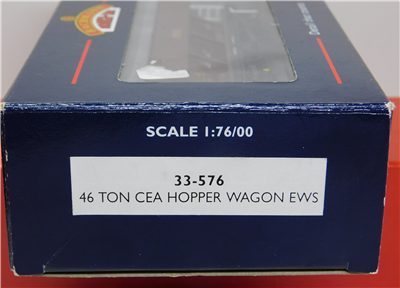 SCALE 1:76/00
33-576
46 TON CEA HOPPER WAGON EWS